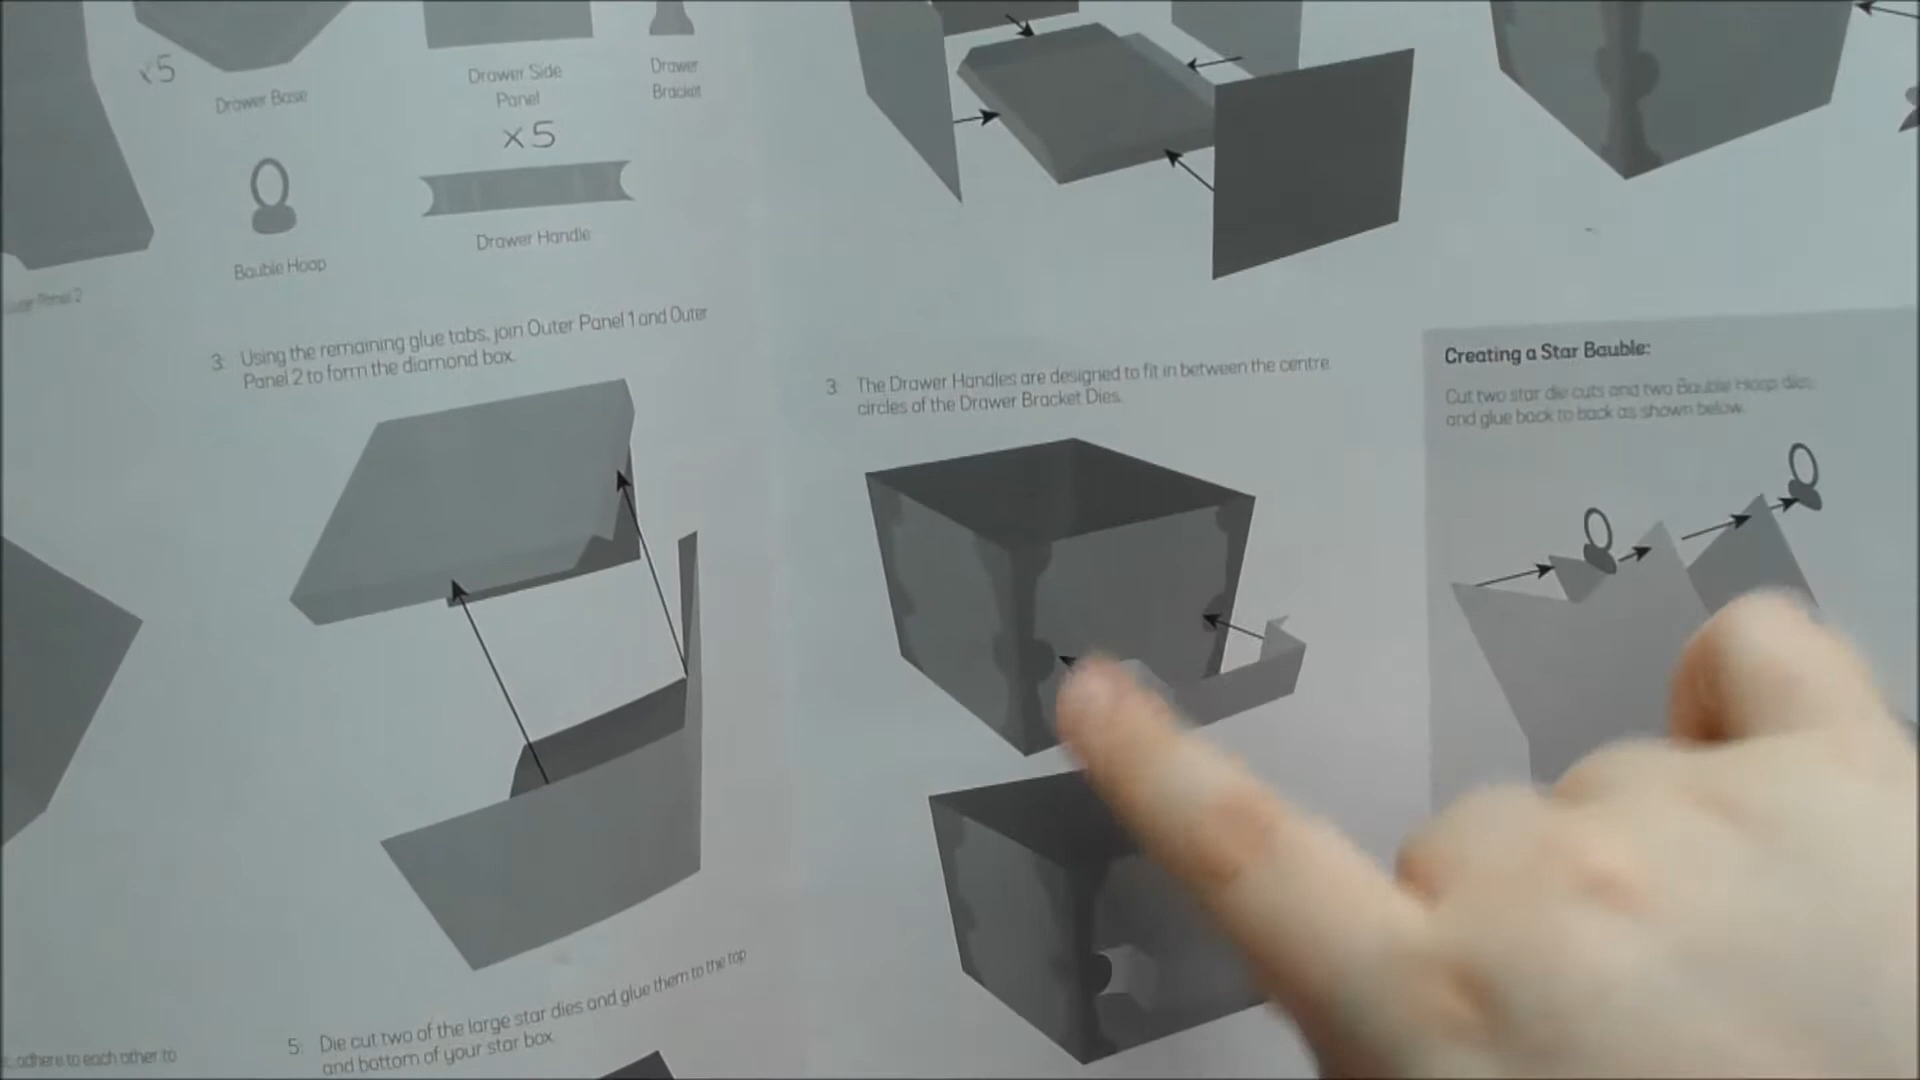 x5
Drawer Base
Drawer Side
Panel
x5
Drawer
Bracket
Bauble Hoop
Drawer Handle
Panel 2
3: Using the remaining glue tabs, join Outer Panel 1 and Outer
Panel 2 to form the diamond box.
5: Die cut two of the large star dies and glue them to the top
and bottom of your star box.
adhere to each other to
3: The Drawer Handles are designed to fit in between the centre
circles of the Drawer Bracket Dies.
Creating a Star Bauble:
Cut two star die cuts and two Bauble Hoop dies
and glue back to back as shown below.